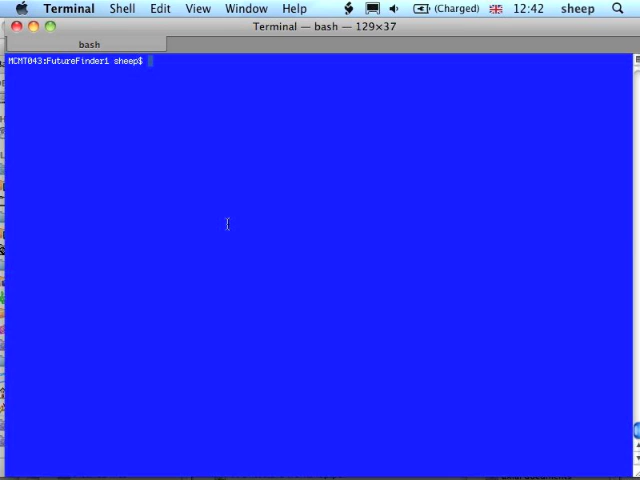 Terminal Shell Edit View Window Help (Charged) 12:42 sheep
Terminal — bash — 129×37
bash
MCMT043:FutureFinder1 sheep$